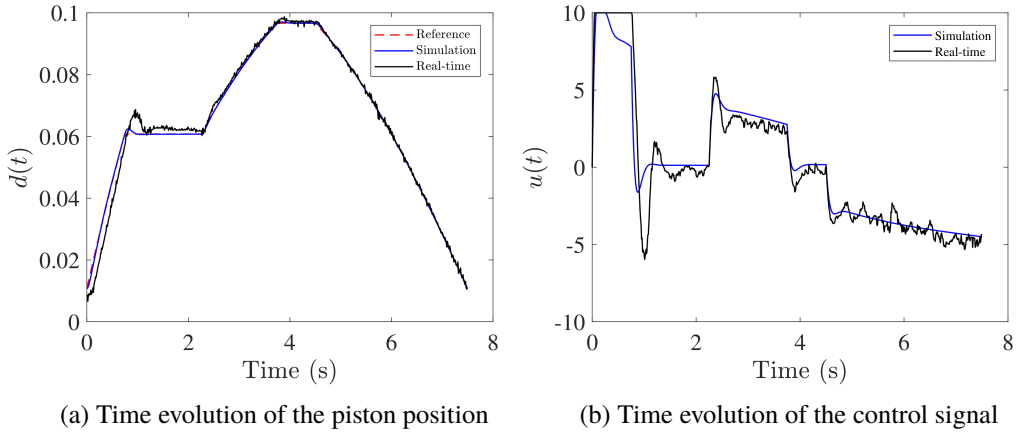 0.1
0.08
0.06
0.04
0.02
0
d(t)
0 2 4 6 8
Time (s)
Reference
Simulation
Real-time
(a) Time evolution of the piston position
10
5
0
-5
-10
u(t)
0 2 4 6 8
Time (s)
Simulation
Real-time
(b) Time evolution of the control signal